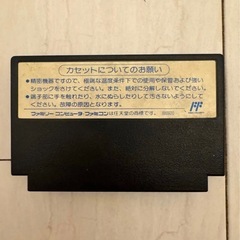 カセットについてのお願い
●精密機器ですので、極端な温度条件下での使用や保管および強い
ショックをさけてください。また、絶対に分解しないでください。
●端子部に手を触れたり、水にぬらしたりして汚さないようにして
ください。故障の原因となります。
FF
ファミリーコンピュータ・ファミコンは任天堂の商標です。